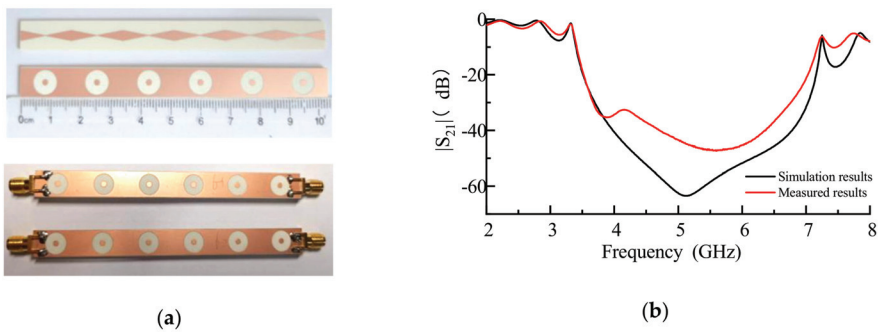 0cm 1 2 3 4 5 6 7 8 9 10
(a)
|S21|( dB)
0
-20
-40
-60
Simulation results
Measured results
2 3 4 5 6 7 8
Frequency (GHz)
(b)